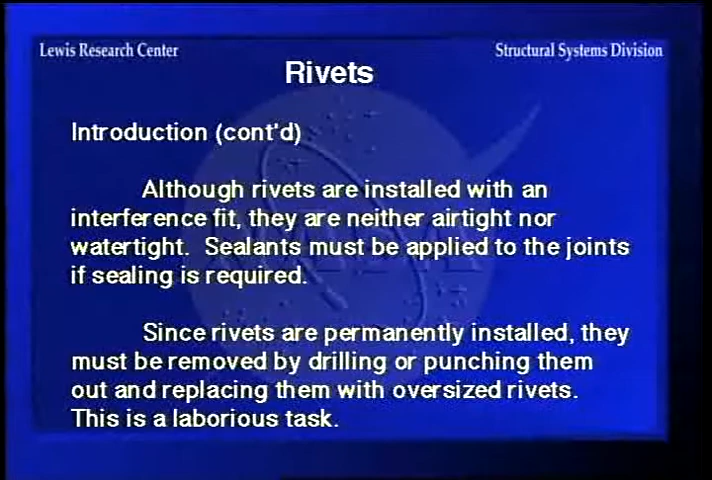 Lewis Research Center
Structural Systems Division
Rivets
Introduction (cont'd)
Although rivets are installed with an
interference fit, they are neither airtight nor
watertight. Sealants must be applied to the joints
if sealing is required.
Since rivets are permanently installed, they
must be removed by drilling or punching them
out and replacing them with oversized rivets.
This is a laborious task.